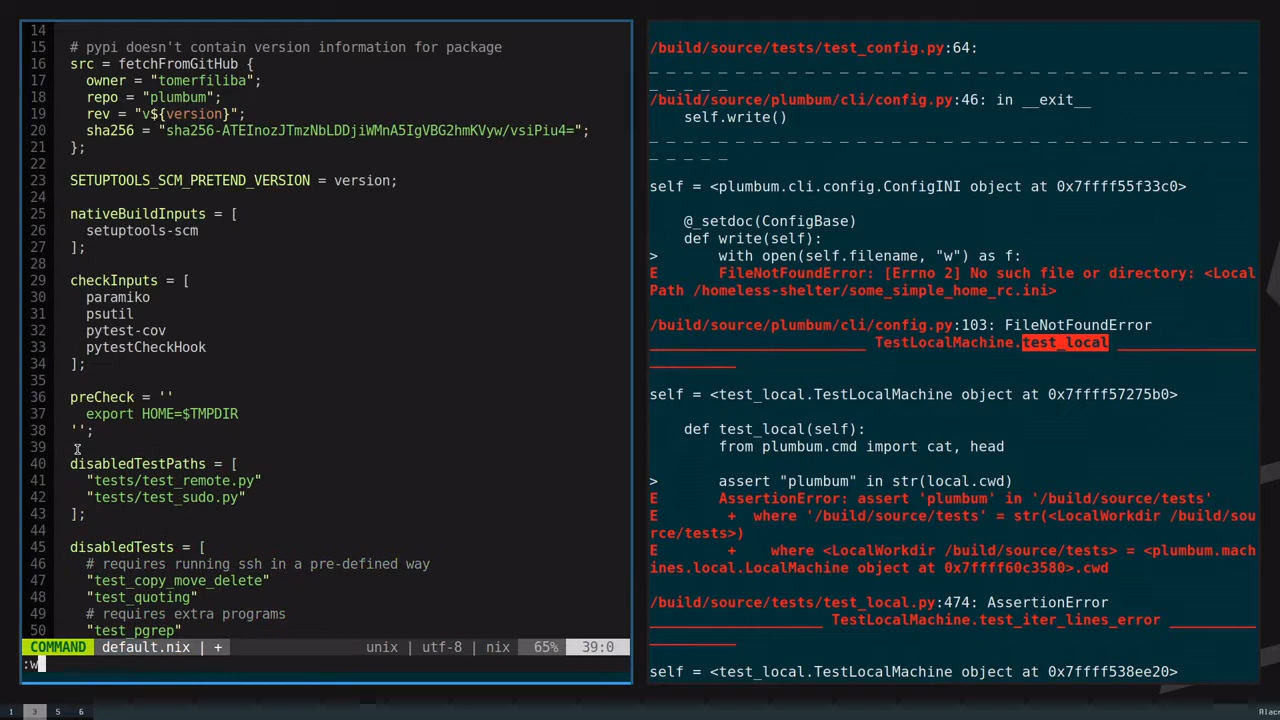 14
15 # pypi doesn't contain version information for package
16 src = fetchFromGitHub {
17 owner = "tomerfiliba";
18 repo = "plumbum";
19 rev = "v${version}";
20 sha256 = "sha256-ATEInozJTmzNbLDDjiWMnA5IgVBG2hmKVyw/vsiPiu4=";
21 };
22
23 SETUPTOOLS_SCM_PRETEND_VERSION = version;
24
25 nativeBuildInputs = [
26 setuptools-scm
27 ];
28
29 checkInputs = [
30 paramiko
31 psutil
32 pytest-cov
33 pytestCheckHook
34 ];
35
36 preCheck = ''
37 export HOME=$TMPDIR
38 '';
39
40 disabledTestPaths = [
41 "tests/test_remote.py"
42 "tests/test_sudo.py"
43 ];
44
45 disabledTests = [
46 # requires running ssh in a pre-defined way
47 "test_copy_move_delete"
48 "test_quoting"
49 # requires extra programs
50 "test_pgrep"
COMMAND default.nix | + unix | utf-8 | nix 65% 39:0
:w
/build/source/tests/test_config.py:64:
_ _ _ _ _ _ _ _ _ _ _ _ _ _ _ _ _ _ _ _ _ _ _ _ _ _ _ _ _ _ _ _ _ _ _
_ _ _ _ _
/build/source/plumbum/cli/config.py:46: in __exit__
self.write()
_ _ _ _ _ _ _ _ _ _ _ _ _ _ _ _ _ _ _ _ _ _ _ _ _ _ _ _ _ _ _ _ _ _ _
_ _ _ _ _
self = <plumbum.cli.config.ConfigINI object at 0x7ffff55f33c0>
@_setdoc(ConfigBase)
def write(self):
> with open(self.filename, "w") as f:
E FileNotFoundError: [Errno 2] No such file or directory: <Local
Path /homeless-shelter/some_simple_home_rc.ini>
/build/source/plumbum/cli/config.py:103: FileNotFoundError
_________________________ TestLocalMachine.test_local ________________
__________
self = <test_local.TestLocalMachine object at 0x7ffff57275b0>
def test_local(self):
from plumbum.cmd import cat, head
> assert "plumbum" in str(local.cwd)
E AssertionError: assert 'plumbum' in '/build/source/tests'
E + where '/build/source/tests' = str(<LocalWorkdir /build/sou
rce/tests>)
E + where <LocalWorkdir /build/source/tests> = <plumbum.mach
ines.local.LocalMachine object at 0x7ffff60c3580>.cwd
/build/source/tests/test_local.py:474: AssertionError
____________________ TestLocalMachine.test_iter_lines_error __________
__________
self = <test_local.TestLocalMachine object at 0x7ffff538ee20>
1 3 5 6
Alacr